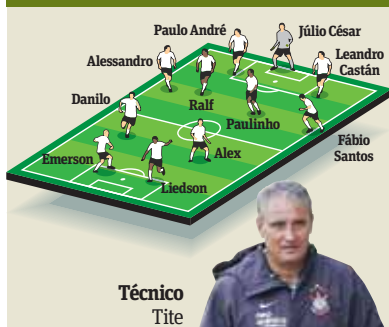 Paulo André
Júlio César
Alessandro
Leandro
Castán
Danilo
Ralf
Paulinho
Fábio
Santos
Emerson
Alex
Liedson
Técnico
Tite